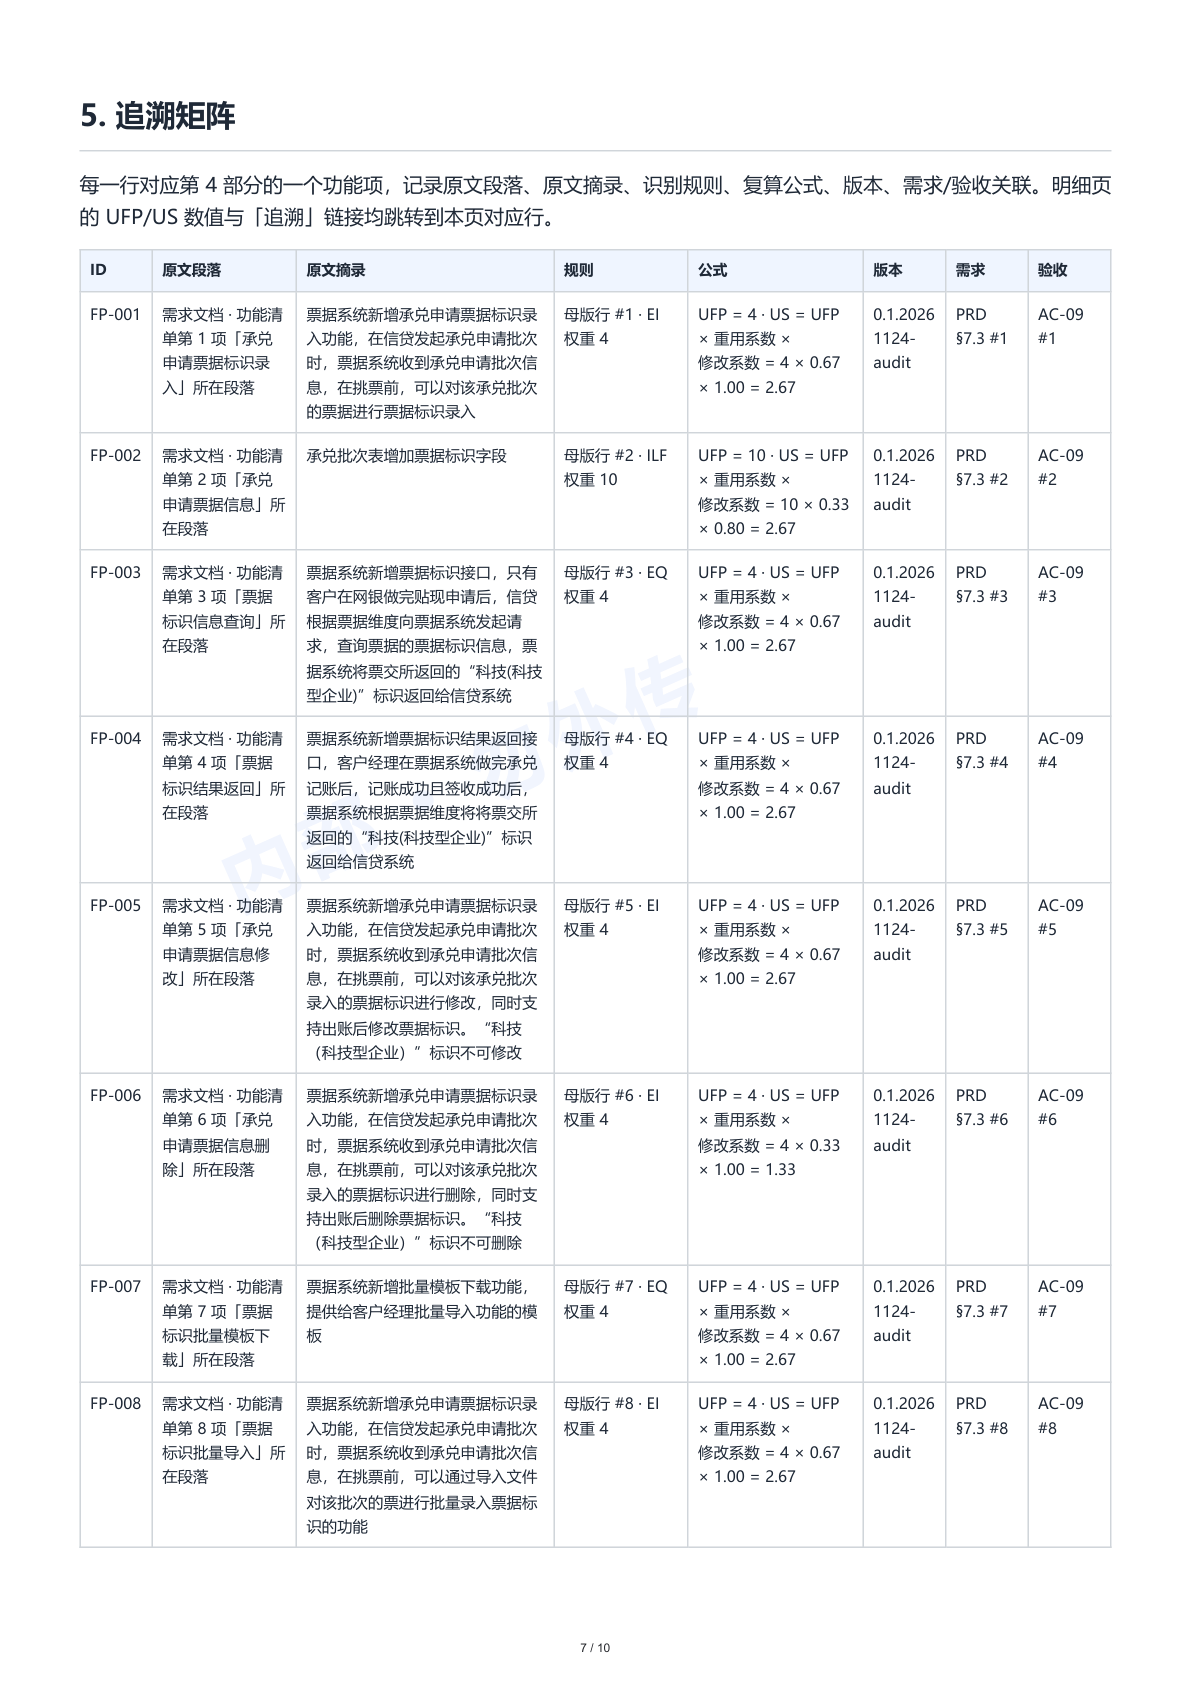 5. 追溯矩阵
每一行对应第 4 部分的一个功能项，记录原文段落、原文摘录、识别规则、复算公式、版本、需求/验收关联。明细页
的 UFP/US 数值与「追溯」链接均跳转到本页对应行。
ID 原文段落 原文摘录 规则 公式 版本 需求 验收
FP-001
需求文档 · 功能清
单第 1 项「承兑
申请票据标识录
入」所在段落
票据系统新增承兑申请票据标识录
入功能，在信贷发起承兑申请批次
时，票据系统收到承兑申请批次信
息，在挑票前，可以对该承兑批次
的票据进行票据标识录入
母版行 #1 · EI
权重 4
UFP = 4 · US = UFP
× 重用系数 ×
修改系数 = 4 × 0.67
× 1.00 = 2.67
0.1.2026
1124-
audit
PRD
§7.3 #1
AC-09
#1
FP-002
需求文档 · 功能清
单第 2 项「承兑
申请票据信息」所
在段落
承兑批次表增加票据标识字段
母版行 #2 · ILF
权重 10
UFP = 10 · US = UFP
× 重用系数 ×
修改系数 = 10 × 0.33
× 0.80 = 2.67
0.1.2026
1124-
audit
PRD
§7.3 #2
AC-09
#2
FP-003
需求文档 · 功能清
单第 3 项「票据
标识信息查询」所
在段落
票据系统新增票据标识接口，只有
客户在网银做完贴现申请后，信贷
根据票据维度向票据系统发起请
求，查询票据的票据标识信息，票
据系统将票交所返回的“科技(科技
型企业)”标识返回给信贷系统
母版行 #3 · EQ
权重 4
UFP = 4 · US = UFP
× 重用系数 ×
修改系数 = 4 × 0.67
× 1.00 = 2.67
0.1.2026
1124-
audit
PRD
§7.3 #3
AC-09
#3
FP-004
需求文档 · 功能清
单第 4 项「票据
标识结果返回」所
在段落
票据系统新增票据标识结果返回接
口，客户经理在票据系统做完承兑
记账后，记账成功且签收成功后，
票据系统根据票据维度将将票交所
返回的“科技(科技型企业)”标识
返回给信贷系统
母版行 #4 · EQ
权重 4
UFP = 4 · US = UFP
× 重用系数 ×
修改系数 = 4 × 0.67
× 1.00 = 2.67
0.1.2026
1124-
audit
PRD
§7.3 #4
AC-09
#4
FP-005
需求文档 · 功能清
单第 5 项「承兑
申请票据信息修
改」所在段落
票据系统新增承兑申请票据标识录
入功能，在信贷发起承兑申请批次
时，票据系统收到承兑申请批次信
息，在挑票前，可以对该承兑批次
录入的票据标识进行修改，同时支
持出账后修改票据标识。“科技
（科技型企业）”标识不可修改
母版行 #5 · EI
权重 4
UFP = 4 · US = UFP
× 重用系数 ×
修改系数 = 4 × 0.67
× 1.00 = 2.67
0.1.2026
1124-
audit
PRD
§7.3 #5
AC-09
#5
FP-006
需求文档 · 功能清
单第 6 项「承兑
申请票据信息删
除」所在段落
票据系统新增承兑申请票据标识录
入功能，在信贷发起承兑申请批次
时，票据系统收到承兑申请批次信
息，在挑票前，可以对该承兑批次
录入的票据标识进行删除，同时支
持出账后删除票据标识。“科技
（科技型企业）”标识不可删除
母版行 #6 · EI
权重 4
UFP = 4 · US = UFP
× 重用系数 ×
修改系数 = 4 × 0.33
× 1.00 = 1.33
0.1.2026
1124-
audit
PRD
§7.3 #6
AC-09
#6
FP-007
需求文档 · 功能清
单第 7 项「票据
标识批量模板下
载」所在段落
票据系统新增批量模板下载功能，
提供给客户经理批量导入功能的模
板
母版行 #7 · EQ
权重 4
UFP = 4 · US = UFP
× 重用系数 ×
修改系数 = 4 × 0.67
× 1.00 = 2.67
0.1.2026
1124-
audit
PRD
§7.3 #7
AC-09
#7
FP-008
需求文档 · 功能清
单第 8 项「票据
标识批量导入」所
在段落
票据系统新增承兑申请票据标识录
入功能，在信贷发起承兑申请批次
时，票据系统收到承兑申请批次信
息，在挑票前，可以通过导入文件
对该批次的票进行批量录入票据标
识的功能
母版行 #8 · EI
权重 4
UFP = 4 · US = UFP
× 重用系数 ×
修改系数 = 4 × 0.67
× 1.00 = 2.67
0.1.2026
1124-
audit
PRD
§7.3 #8
AC-09
#8
7 / 10